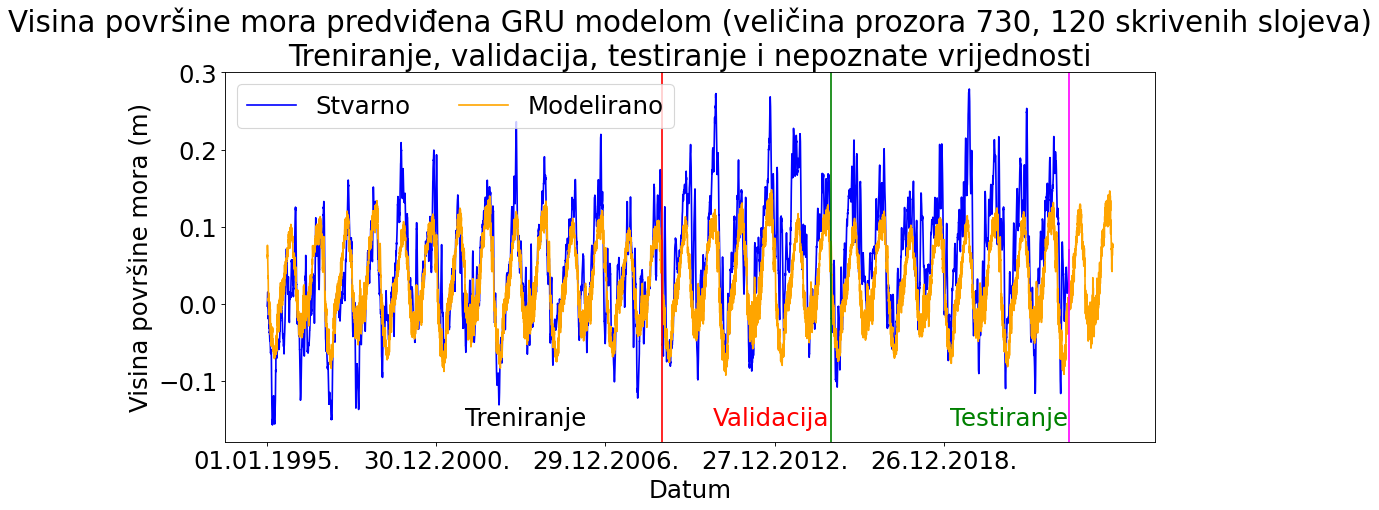 Visina površine mora predviđena GRU modelom (veličina prozora 730, 120 skrivenih slojeva)
Treniranje, validacija, testiranje i nepoznate vrijednosti
Stvarno Modelirano
Visina površine mora (m)
0.3
0.2
0.1
0.0
−0.1
Treniranje Validacija Testiranje
01.01.1995. 30.12.2000. 29.12.2006. 27.12.2012. 26.12.2018.
Datum